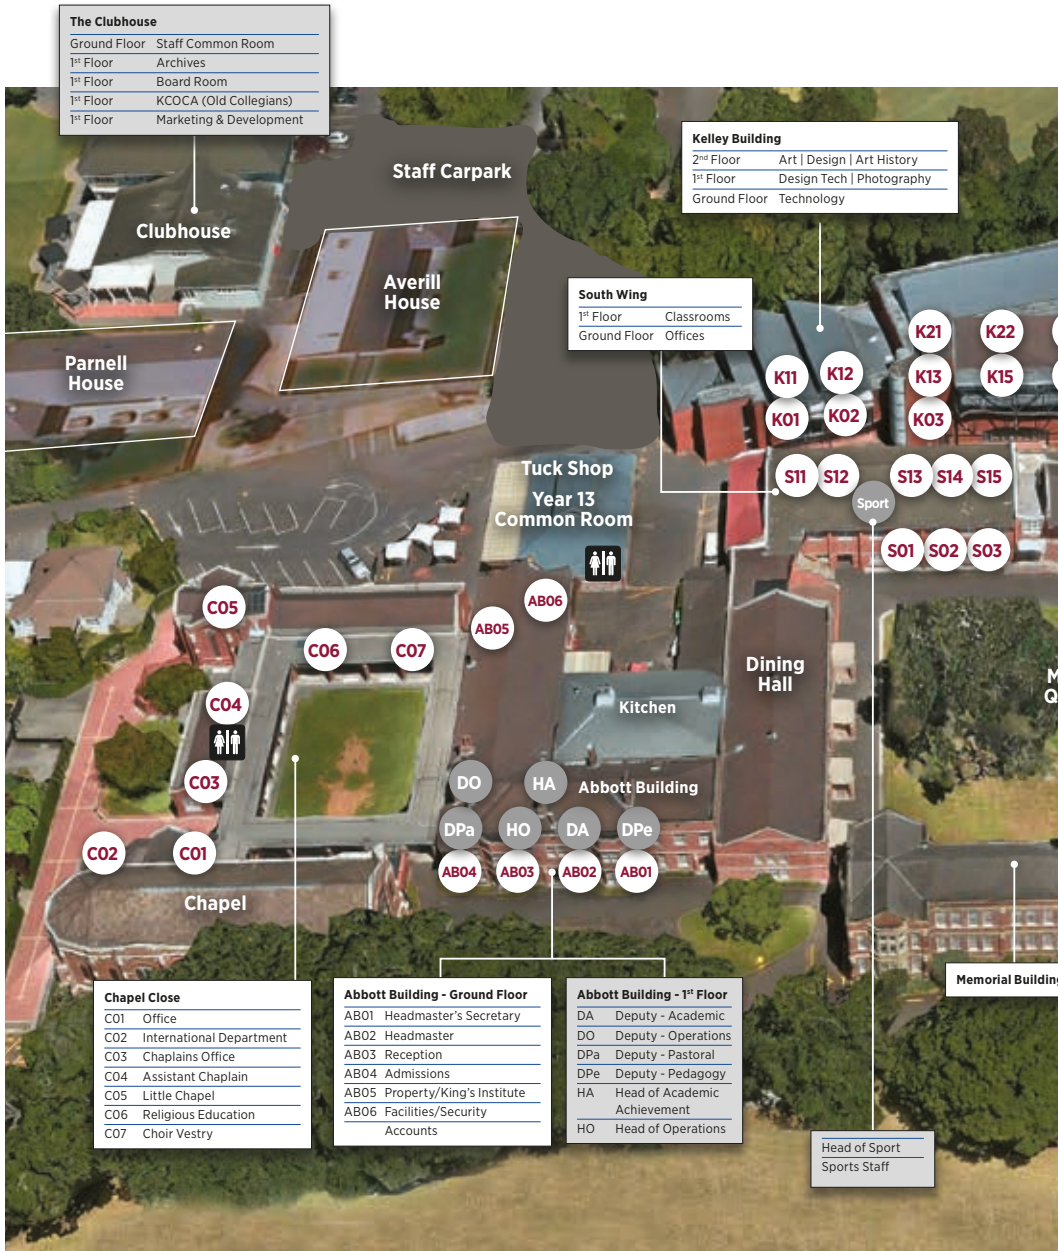 The Clubhouse
Ground Floor Staff Common Room
1st Floor Archives
1st Floor Board Room
1st Floor KCOCA (Old Collegians)
1st Floor Marketing & Development
Staff Carpark
Kelley Building
2nd Floor Art | Design | Art History
1st Floor Design Tech | Photography
Ground Floor Technology
Clubhouse
Averill
House
South Wing
1st Floor Classrooms
Ground Floor Offices
Parnell
House
K21 K22
K11 K12 K13 K15
K01 K02 K03
Tuck Shop
Year 13
Common Room
S11 S12 S13 S14 S15
Sport
S01 S02 S03
C05
AB06
AB05
C06 C07
Dining
Hall
M
Q
C04
Kitchen
C03
DO HA Abbott Building
DPa HO DA DPe
C02 C01
AB04 AB03 AB02 AB01
Chapel
Memorial Building
Chapel Close
C01 Office
C02 International Department
C03 Chaplains Office
C04 Assistant Chaplain
C05 Little Chapel
C06 Religious Education
C07 Choir Vestry
Abbott Building - Ground Floor
AB01 Headmaster's Secretary
AB02 Headmaster
AB03 Reception
AB04 Admissions
AB05 Property/King's Institute
AB06 Facilities/Security
Accounts
Abbott Building - 1st Floor
DA Deputy - Academic
DO Deputy - Operations
DPa Deputy - Pastoral
DPe Deputy - Pedagogy
HA Head of Academic
Achievement
HO Head of Operations
Head of Sport
Sports Staff